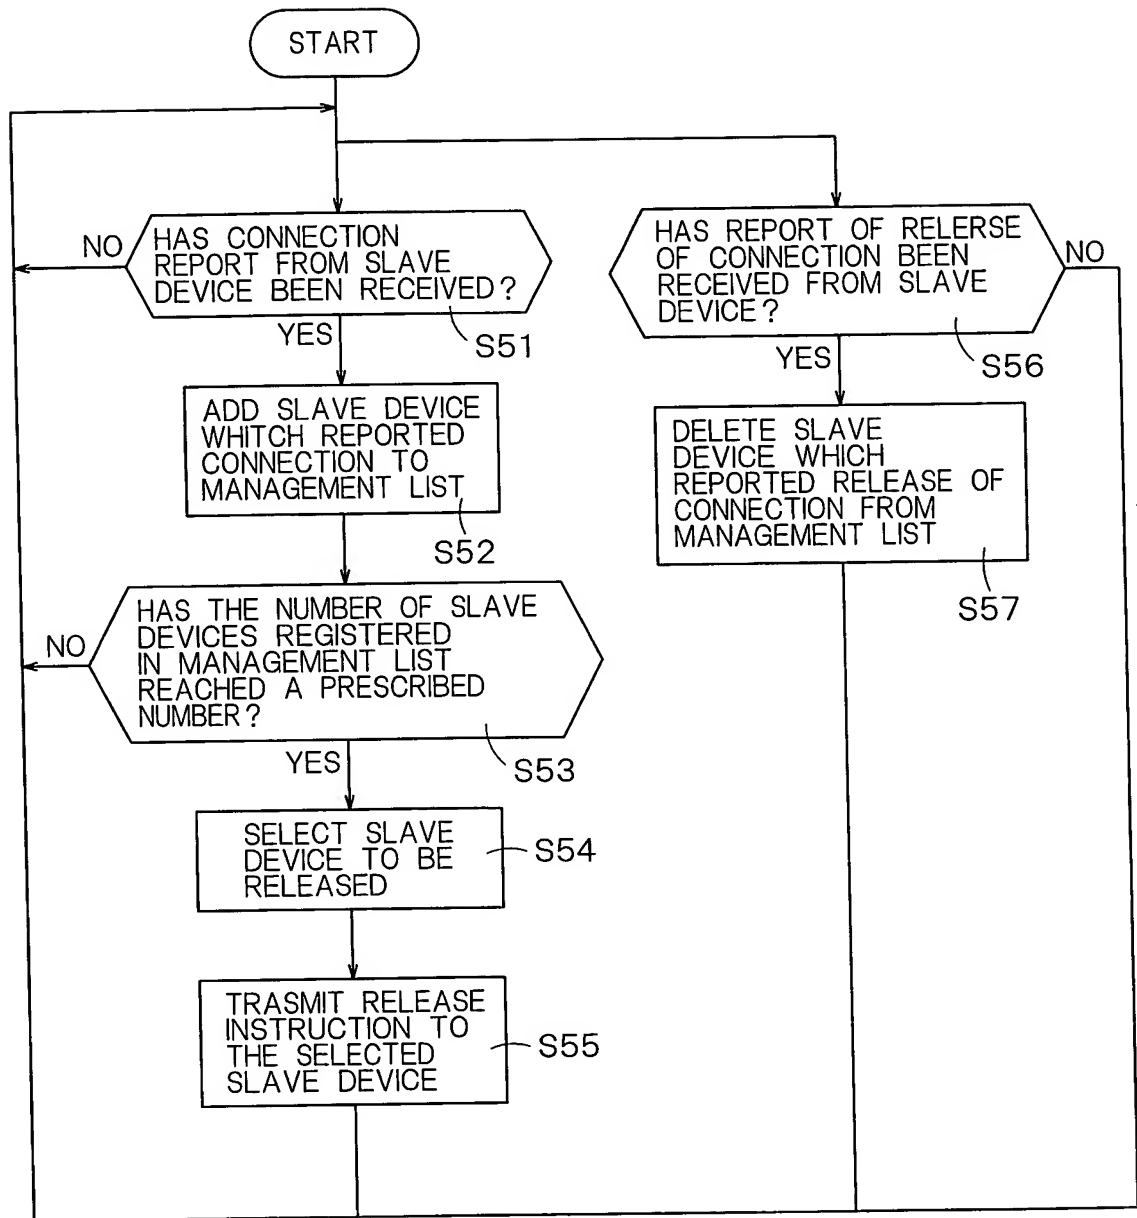 START
NO
HAS CONNECTION
REPORT FROM SLAVE
DEVICE BEEN RECEIVED?
YES
S51
ADD SLAVE DEVICE
WHITCH REPORTED
CONNECTION TO
MANAGEMENT LIST
S52
NO
HAS THE NUMBER OF SLAVE
DEVICES REGISTERED
IN MANAGEMENT LIST
REACHED A PRESCRIBED
NUMBER?
YES
S53
SELECT SLAVE
DEVICE TO BE
RELEASED
S54
TRASMIT RELEASE
INSTRUCTION TO
THE SELECTED
SLAVE DEVICE
S55
HAS REPORT OF RELERSE
OF CONNECTION BEEN
RECEIVED FROM SLAVE
DEVICE?
NO
YES
S56
DELETE SLAVE
DEVICE WHICH
REPORTED RELEASE OF
CONNECTION FROM
MANAGEMENT LIST
S57